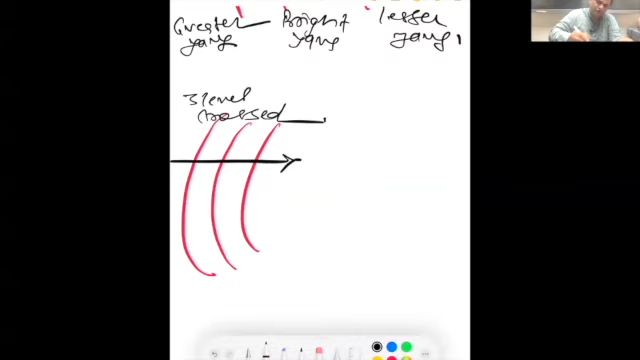 Greater Bright lesser
yang yang yang
3 level
crossed